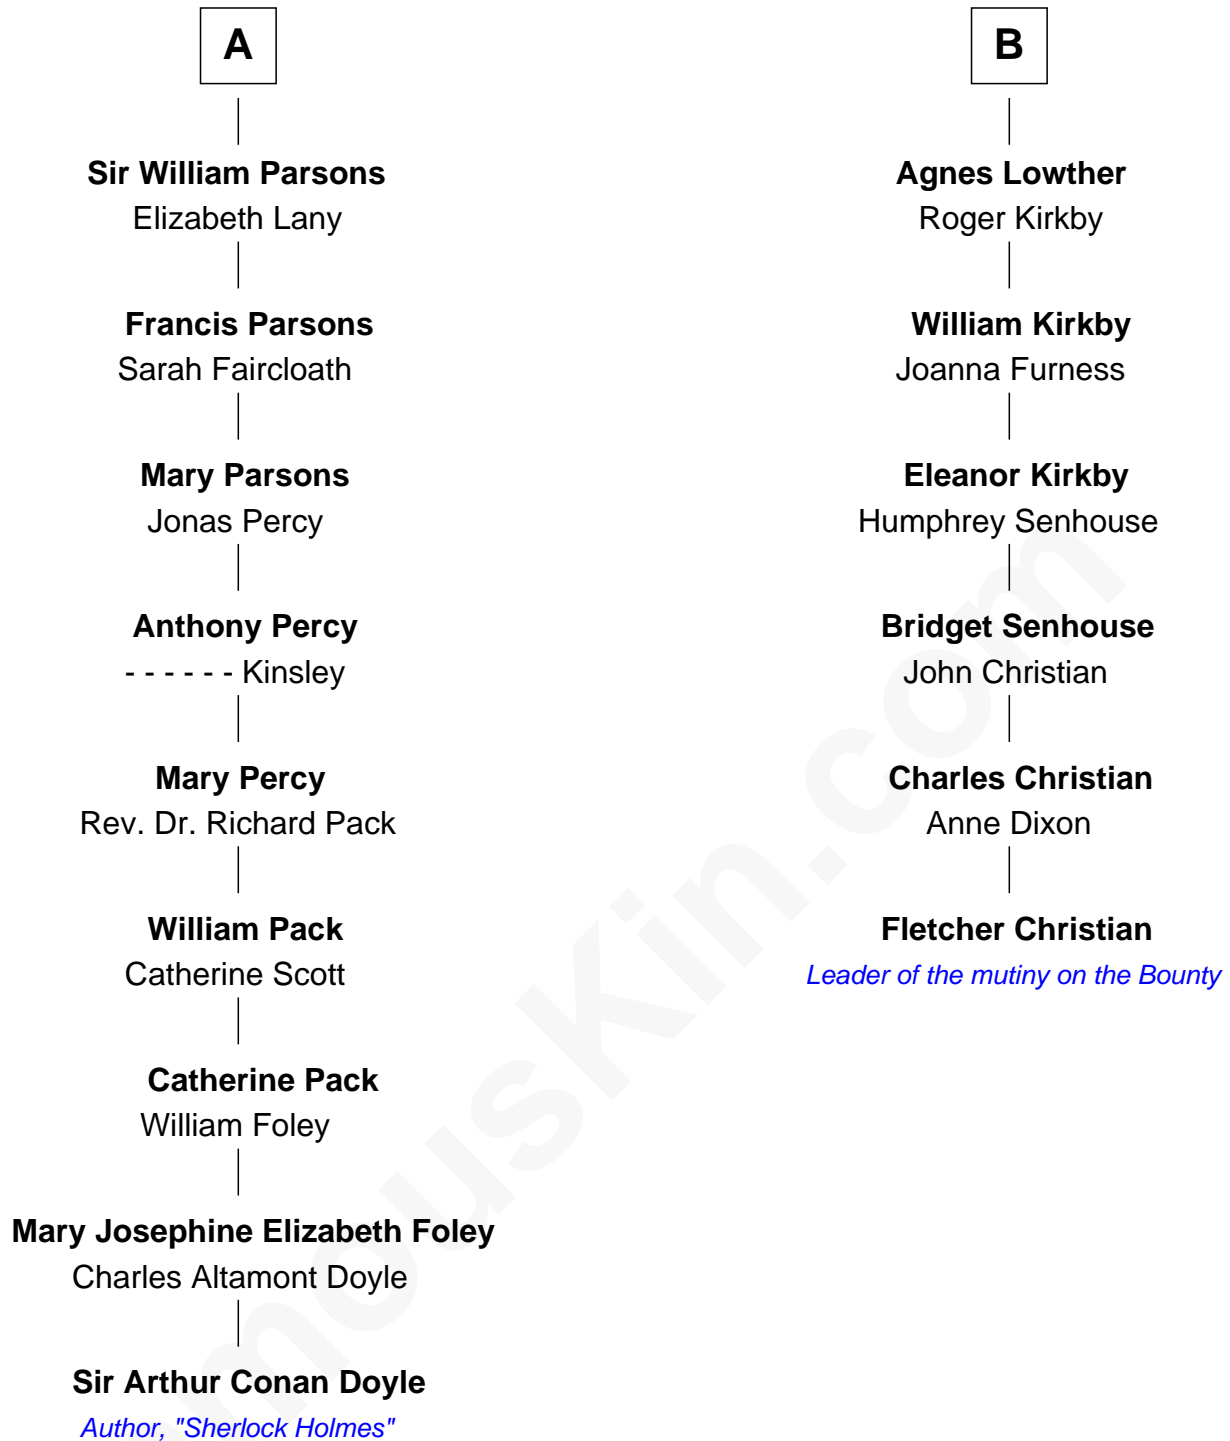 A
Sir William Parsons
Elizabeth Lany
Francis Parsons
Sarah Faircloath
Mary Parsons
Jonas Percy
Anthony Percy
- - - - - - Kinsley
Mary Percy
Rev. Dr. Richard Pack
William Pack
Catherine Scott
Catherine Pack
William Foley
Mary Josephine Elizabeth Foley
Charles Altamont Doyle
Sir Arthur Conan Doyle
Author, "Sherlock Holmes"
B
Agnes Lowther
Roger Kirkby
William Kirkby
Joanna Furness
Eleanor Kirkby
Humphrey Senhouse
Bridget Senhouse
John Christian
Charles Christian
Anne Dixon
Fletcher Christian
Leader of the mutiny on the Bounty
mouskin.com